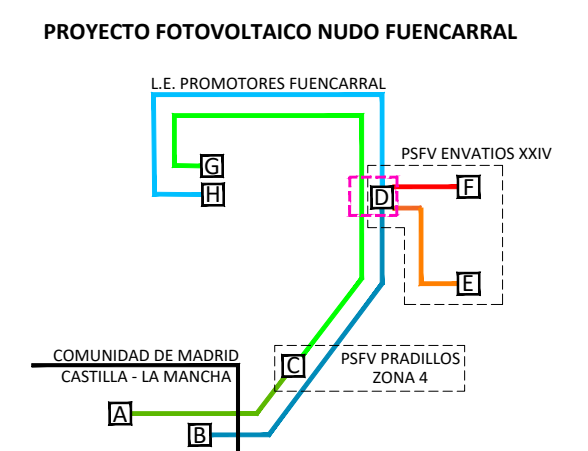 PROYECTO FOTOVOLTAICO NUDO FUENCARRAL
L.E. PROMOTORES FUENCARRAL
PSFV ENVATIOS XXIV
G
H
D
F
E
COMUNIDAD DE MADRID
CASTILLA - LA MANCHA
C
PSFV PRADILLOS
ZONA 4
A
B